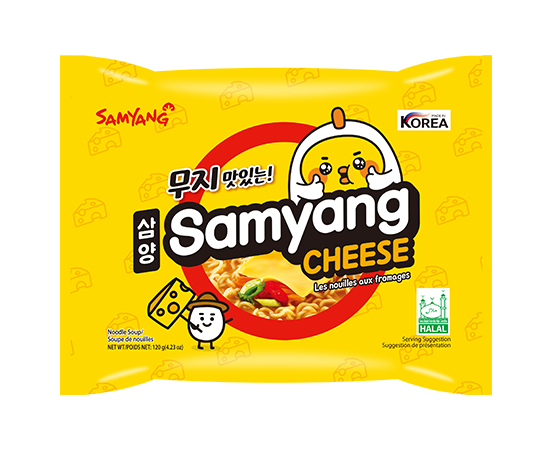 SAMYANG
MADE IN
KOREA
무지 맛있는!
삼양
Samyang
CHEESE
Les nouilles aux fromages
Noodle Soup/
Soupe de nouilles
NET WT/POIDS NET: 120 g(4.23 oz)
HALAL
Serving Suggestion
Suggestion de présentation